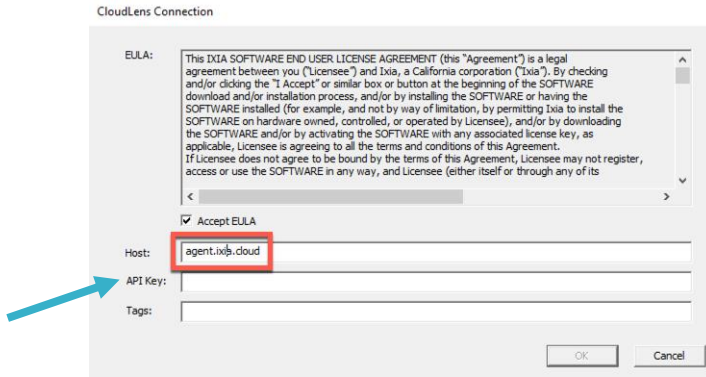 CloudLens Connection
EULA:
This IXIA SOFTWARE END USER LICENSE AGREEMENT (this "Agreement") is a legal
agreement between you ("Licensee") and Ixia, a California corporation ("Ixia"). By checking
and/or clicking the "I Accept" or similar box or button at the beginning of the SOFTWARE
download and/or installation process, and/or by installing the SOFTWARE or having the
SOFTWARE installed (for example, and not by way of limitation, by permitting Ixia to install the
SOFTWARE on hardware owned, controlled, or operated by Licensee), and/or by downloading
the SOFTWARE and/or by activating the SOFTWARE with any associated license key, as
applicable, Licensee is agreeing to all the terms and conditions of this Agreement.
If Licensee does not agree to be bound by the terms of this Agreement, Licensee may not register,
access or use the SOFTWARE in any way, and Licensee (either itself or through any of its
Accept EULA
Host: agent.ixia.cloud
API Key:
Tags:
OK Cancel